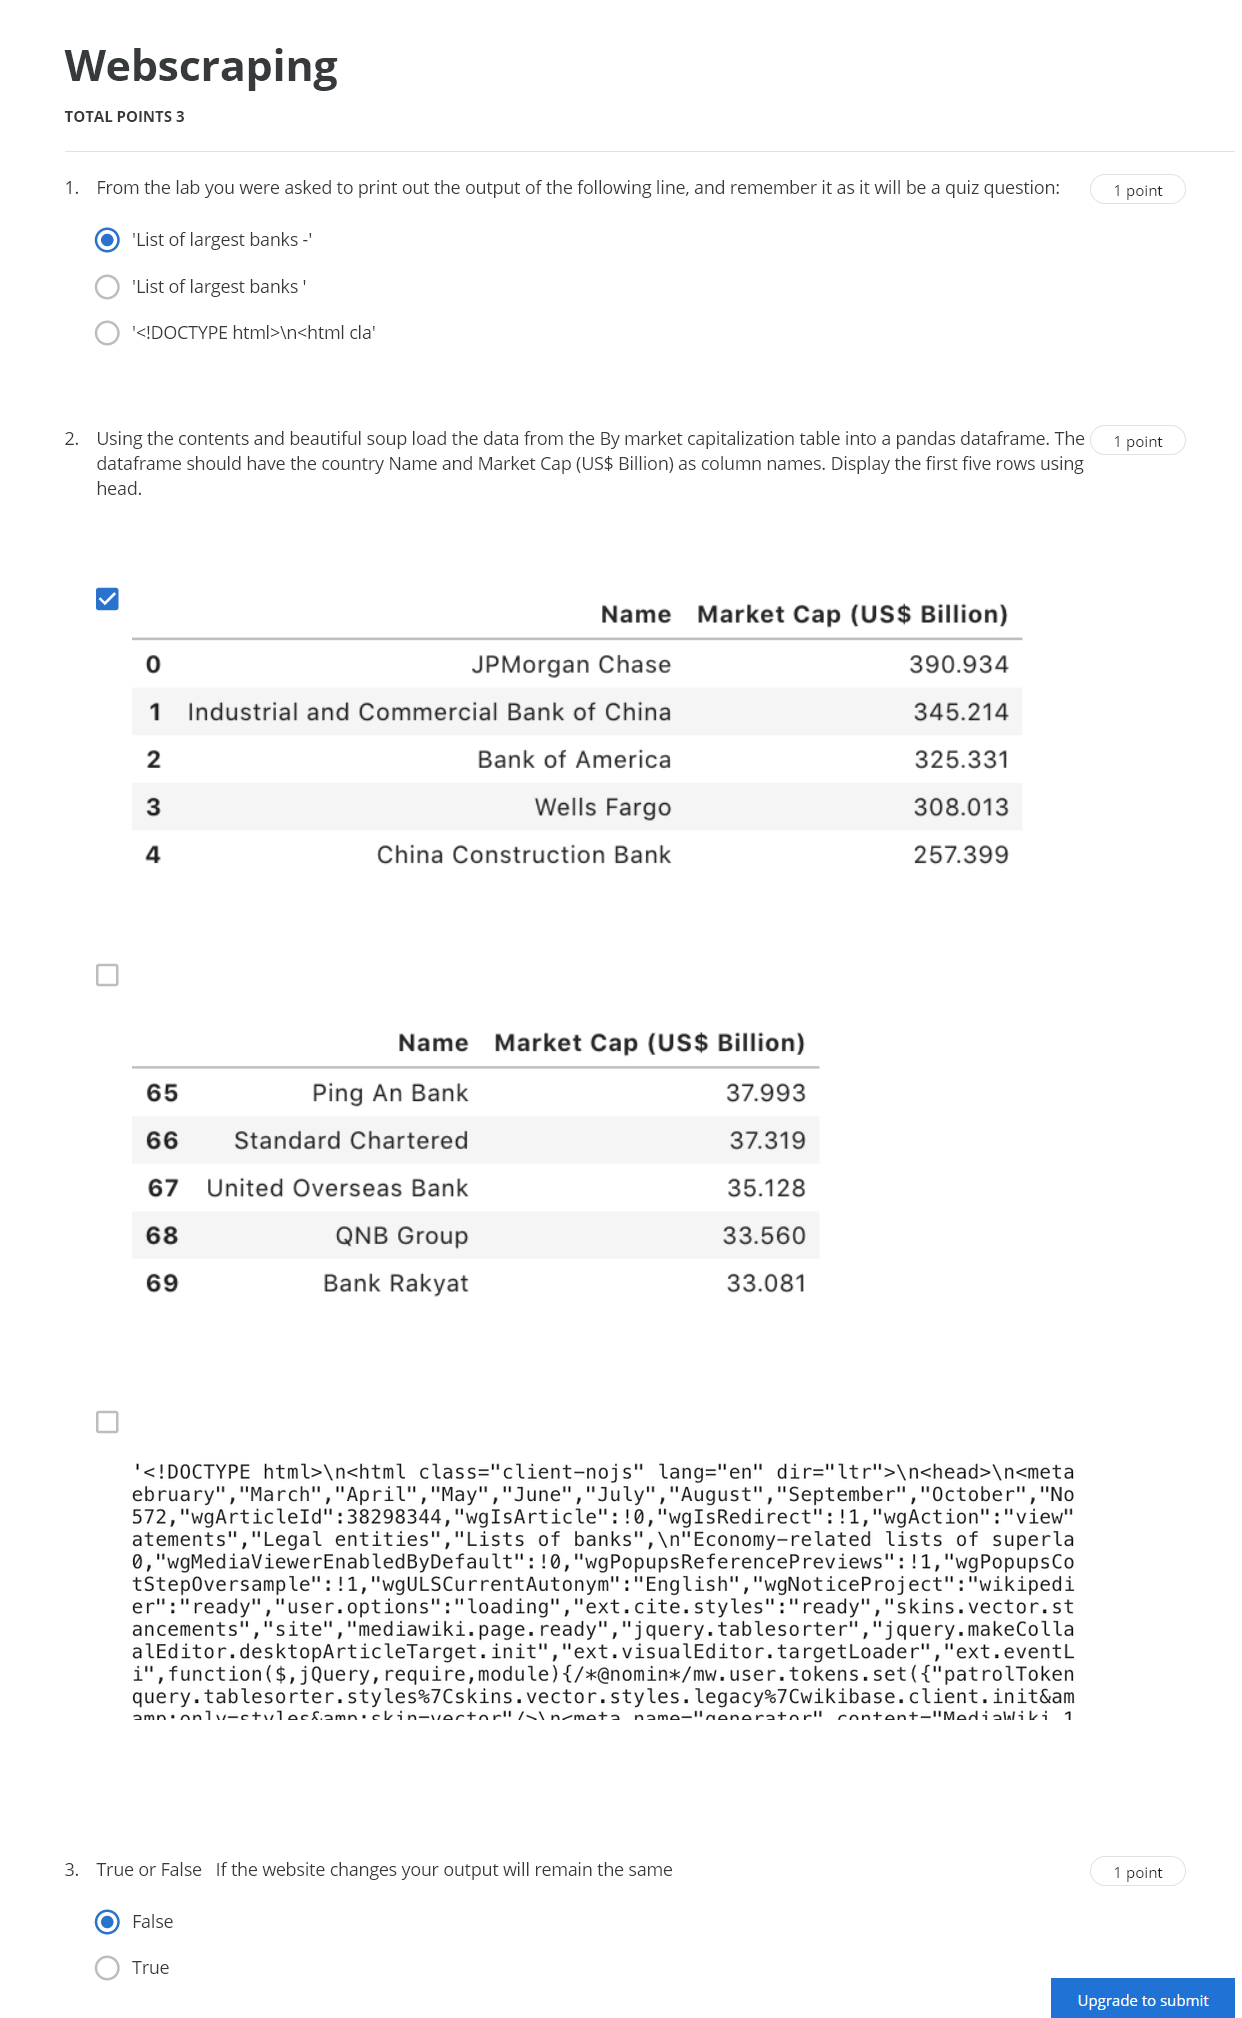 Webscraping
TOTAL POINTS 3
1. From the lab you were asked to print out the output of the following line, and remember it as it will be a quiz question:
1 point
'List of largest banks -'
'List of largest banks '
'<!DOCTYPE html>\n<html cla'
2. Using the contents and beautiful soup load the data from the By market capitalization table into a pandas dataframe. The
1 point
dataframe should have the country Name and Market Cap (US$ Billion) as column names. Display the first five rows using
head.
Name Market Cap (US$ Billion)
0 JPMorgan Chase 390.934
1 Industrial and Commercial Bank of China 345.214
2 Bank of America 325.331
3 Wells Fargo 308.013
4 China Construction Bank 257.399
Name Market Cap (US$ Billion)
65 Ping An Bank 37.993
66 Standard Chartered 37.319
67 United Overseas Bank 35.128
68 QNB Group 33.560
69 Bank Rakyat 33.081
'<!DOCTYPE html>\n<html class="client-nojs" lang="en" dir="ltr">\n<head>\n<meta
ebruary","March","April","May","June","July","August","September","October","No
572,"wgArticleId":38298344,"wgIsArticle":!0,"wgIsRedirect":!1,"wgAction":"view"
atements","Legal entities","Lists of banks",\n"Economy-related lists of superla
0,"wgMediaViewerEnabledByDefault":!0,"wgPopupsReferencePreviews":!1,"wgPopupsCo
tStepOversample":!1,"wgULSCurrentAutonym":"English","wgNoticeProject":"wikipedi
er":"ready","user.options":"loading","ext.cite.styles":"ready","skins.vector.st
ancements","site","mediawiki.page.ready","jquery.tablesorter","jquery.makeColla
alEditor.desktopArticleTarget.init","ext.visualEditor.targetLoader","ext.eventL
i",function($,jQuery,require,module){/*@nomin*/mw.user.tokens.set({"patrolToken
query.tablesorter.styles%7Cskins.vector.styles.legacy%7Cwikibase.client.init&am
amp;only=styles&amp;skin=vector"/>\n<meta name="generator" content="MediaWiki 1
3. True or False If the website changes your output will remain the same
1 point
False
True
Upgrade to submit